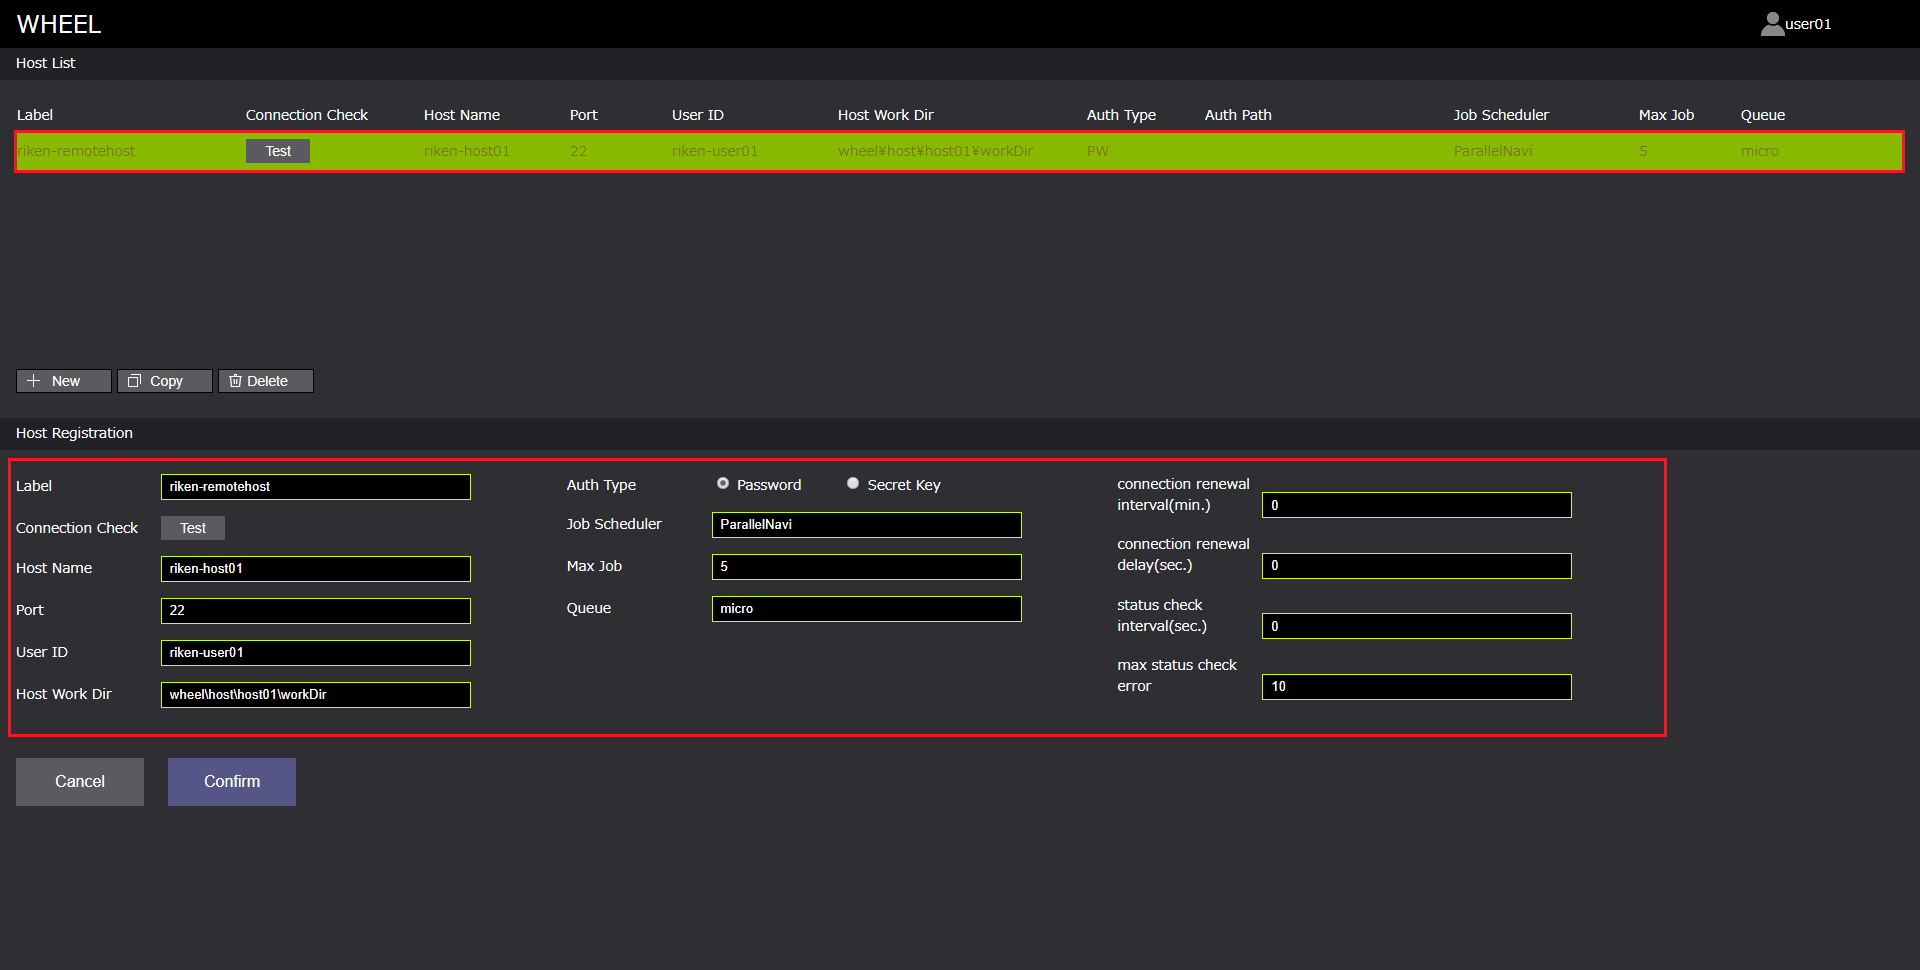 WHEEL
user01
Host List
Label Connection Check Host Name Port User ID Host Work Dir Auth Type Auth Path Job Scheduler Max Job Queue
riken-remotehost Test riken-host01 22 riken-user01 wheel¥host¥host01¥workDir PW ParallelNavi 5 micro
New Copy Delete
Host Registration
Label riken-remotehost
Connection Check Test
Host Name riken-host01
Port 22
User ID riken-user01
Host Work Dir wheel\host\host01\workDir
Auth Type Password Secret Key
Job Scheduler ParallelNavi
Max Job 5
Queue micro
connection renewal
interval(min.) 0
connection renewal
delay(sec.) 0
status check
interval(sec.) 0
max status check
error 10
Cancel Confirm